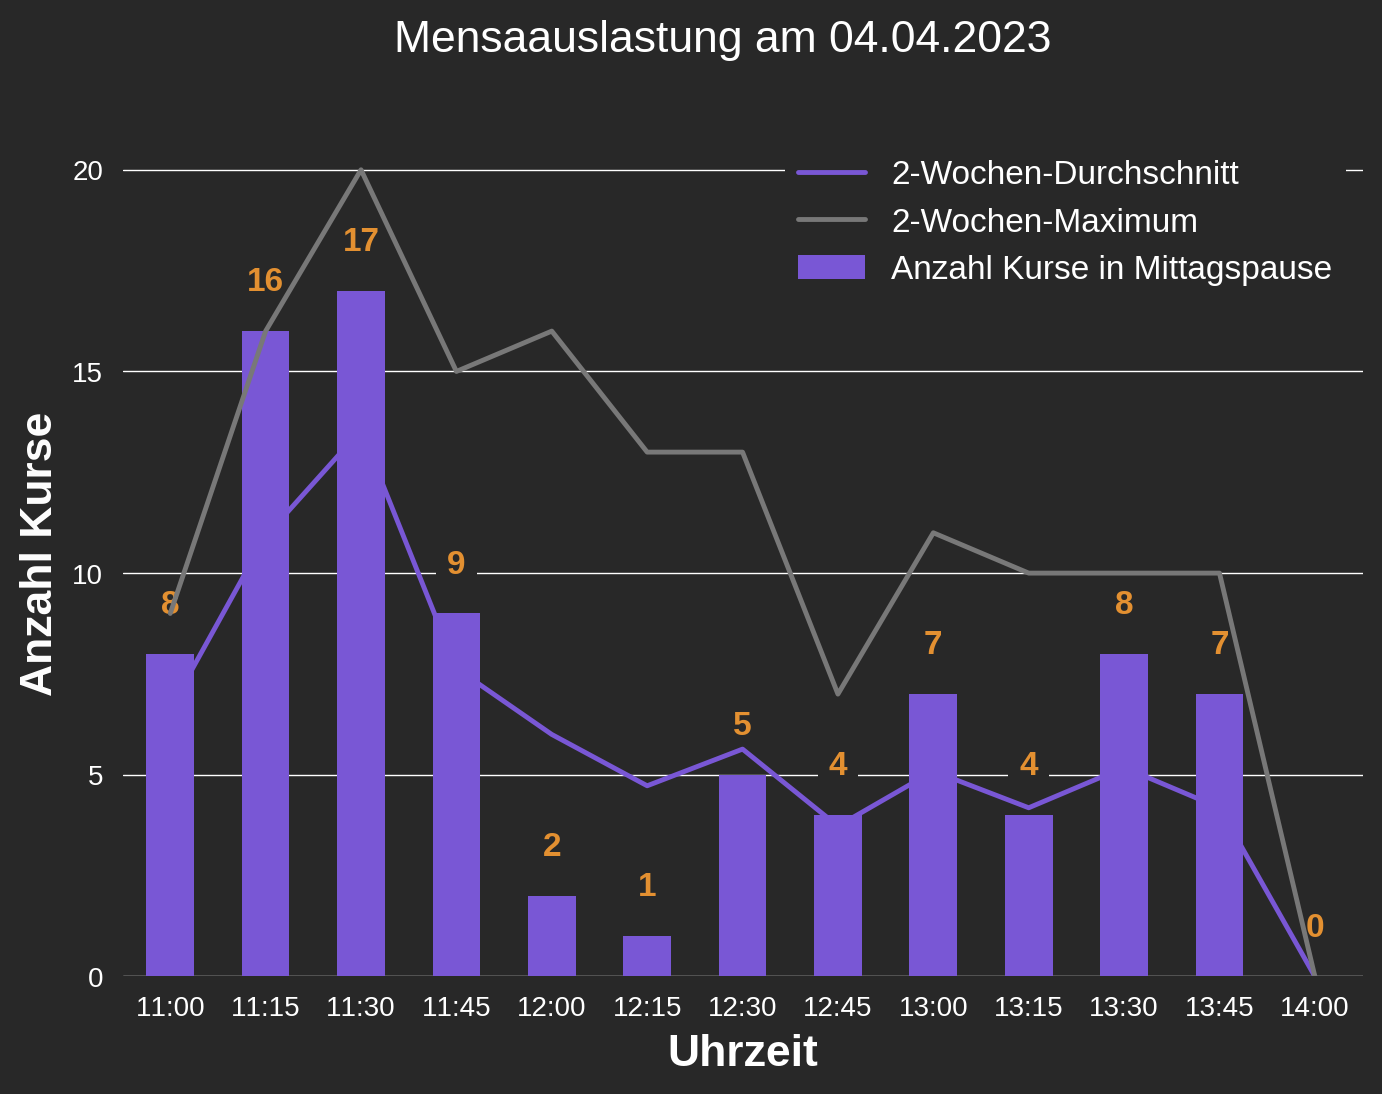 Mensaauslastung am 04.04.2023
2-Wochen-Durchschnitt
2-Wochen-Maximum
Anzahl Kurse in Mittagspause
Anzahl Kurse
20
15
10
5
0
8
16
17
9
2
1
5
4
7
4
8
7
0
11:00 11:15 11:30 11:45 12:00 12:15 12:30 12:45 13:00 13:15 13:30 13:45 14:00
Uhrzeit